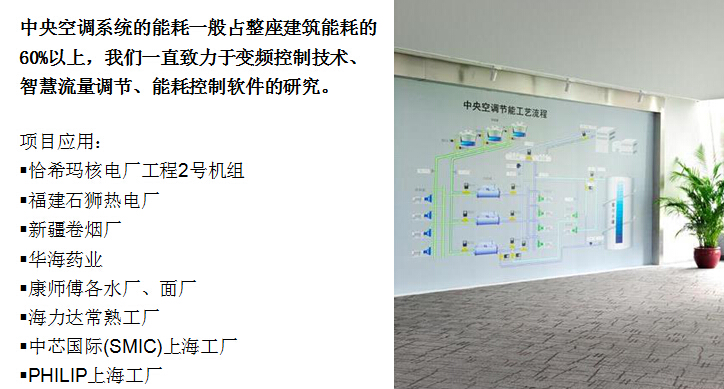 中央空调系统的能耗一般占整座建筑能耗的
60%以上，我们一直致力于变频控制技术、
智慧流量调节、能耗控制软件的研究。
项目应用：
▪恰希玛核电厂工程2号机组
▪福建石狮热电厂
▪新疆卷烟厂
▪华海药业
▪康师傅各水厂、面厂
▪海力达常熟工厂
▪中芯国际(SMIC)上海工厂
▪PHILIP上海工厂
中央空调节能工艺流程